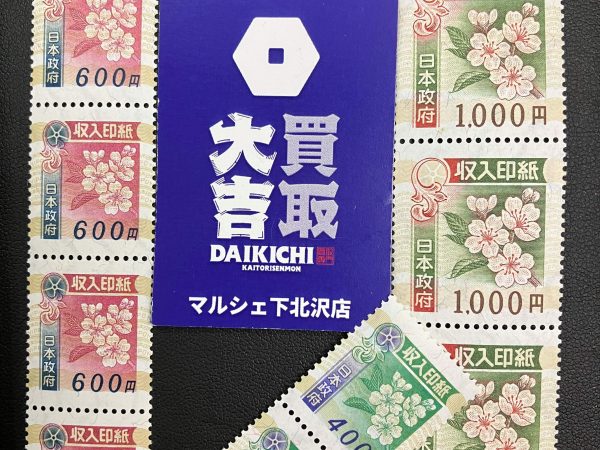 日本政府
600円
収入印紙
日本政府
600円
収入印紙
日本政府
600円
収入印紙
買取
大吉
DAIKICHI
KAITORISENMON
マルシェ下北沢店
日本政府
1,000円
収入印紙
日本政府
1,000円
収入印紙
収入印紙
日本政府
400